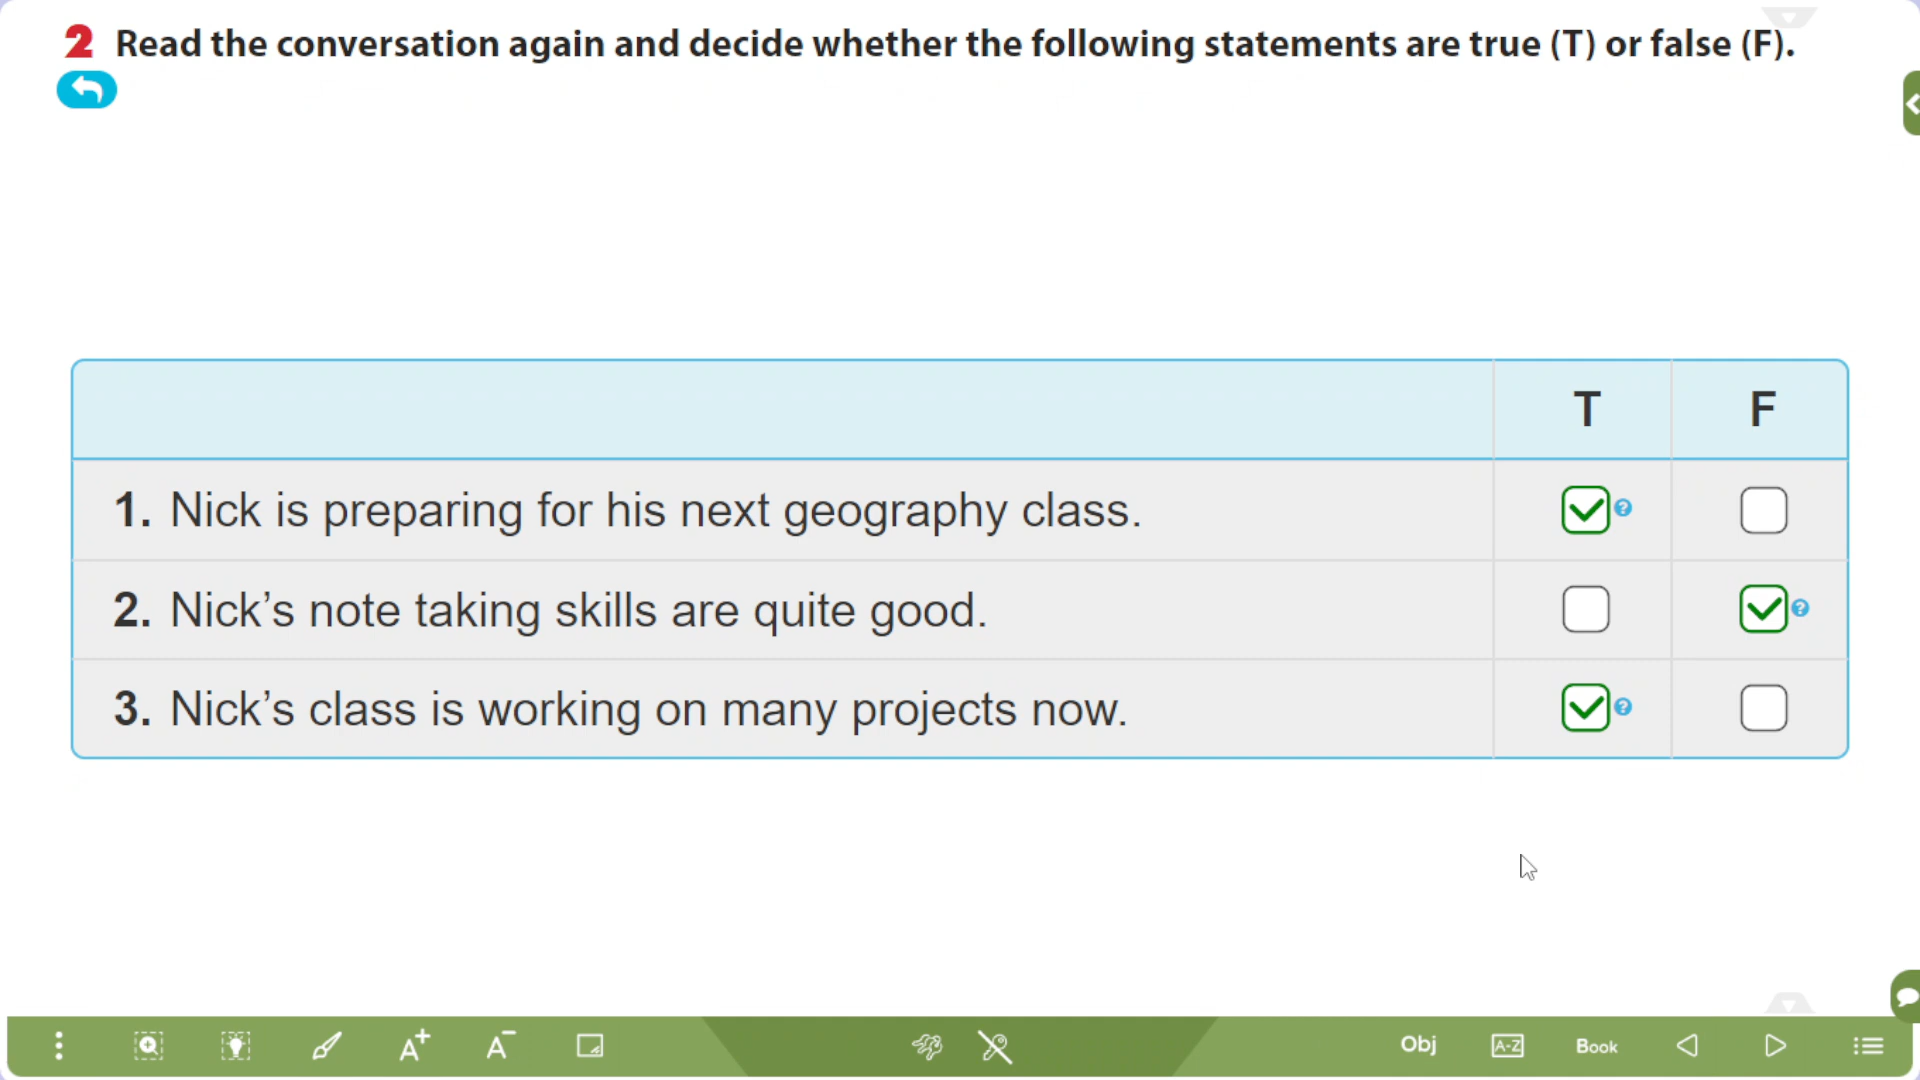 2 Read the conversation again and decide whether the following statements are true (T) or false (F).
T F
1. Nick is preparing for his next geography class.
2. Nick’s note taking skills are quite good.
3. Nick’s class is working on many projects now.
A+ A− Obj A-Z Book